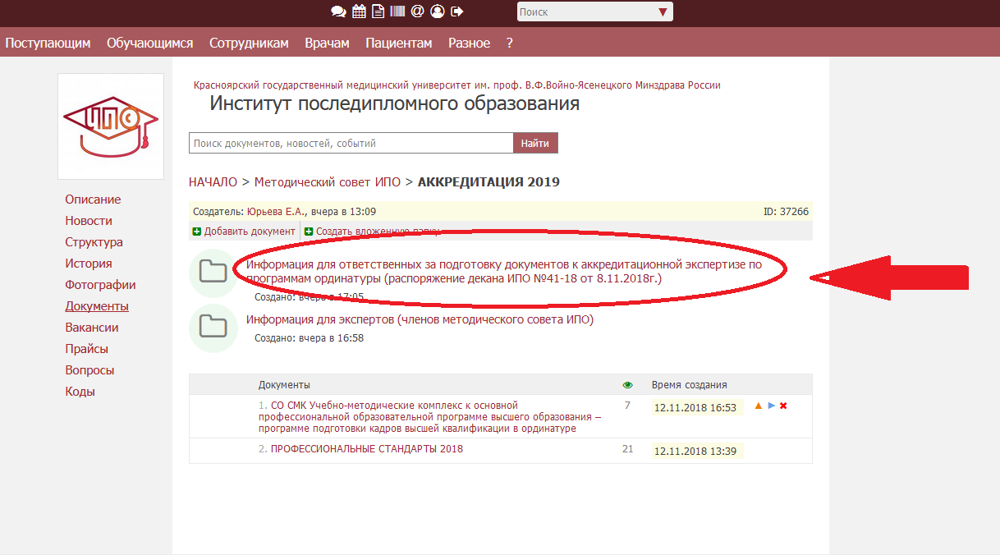 Поиск
Поступающим Обучающимся Сотрудникам Врачам Пациентам Разное ?
ИПО
Красноярский государственный медицинский университет им. проф. В.Ф.Войно-Ясенецкого Минздрава России
Институт последипломного образования
Поиск документов, новостей, событий Найти
НАЧАЛО > Методический совет ИПО > АККРЕДИТАЦИЯ 2019
Создатель: Юрьева Е.А., вчера в 13:09 ID: 37266
Добавить документ Создать вложенную папку
Информация для ответственных за подготовку документов к аккредитационной экспертизе по
программам ординатуры (распоряжение декана ИПО №41-18 от 8.11.2018г.)
Создано: вчера в 17:05
Информация для экспертов (членов методического совета ИПО)
Создано: вчера в 16:58
Описание
Новости
Структура
История
Фотографии
Документы
Вакансии
Прайсы
Вопросы
Коды
Документы Время создания
1. СО СМК Учебно-методические комплекс к основной
профессиональной образовательной программе высшего образования –
программе подготовки кадров высшей квалификации в ординатуре
7 12.11.2018 16:53
2. ПРОФЕССИОНАЛЬНЫЕ СТАНДАРТЫ 2018 21 12.11.2018 13:39